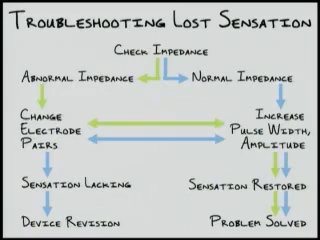 Troubleshooting Lost Sensation
Check Impedance
Abnormal Impedance
Normal Impedance
Change
Electrode
Pairs
Increase
Pulse Width,
Amplitude
Sensation Lacking
Sensation Restored
Device Revision
Problem Solved